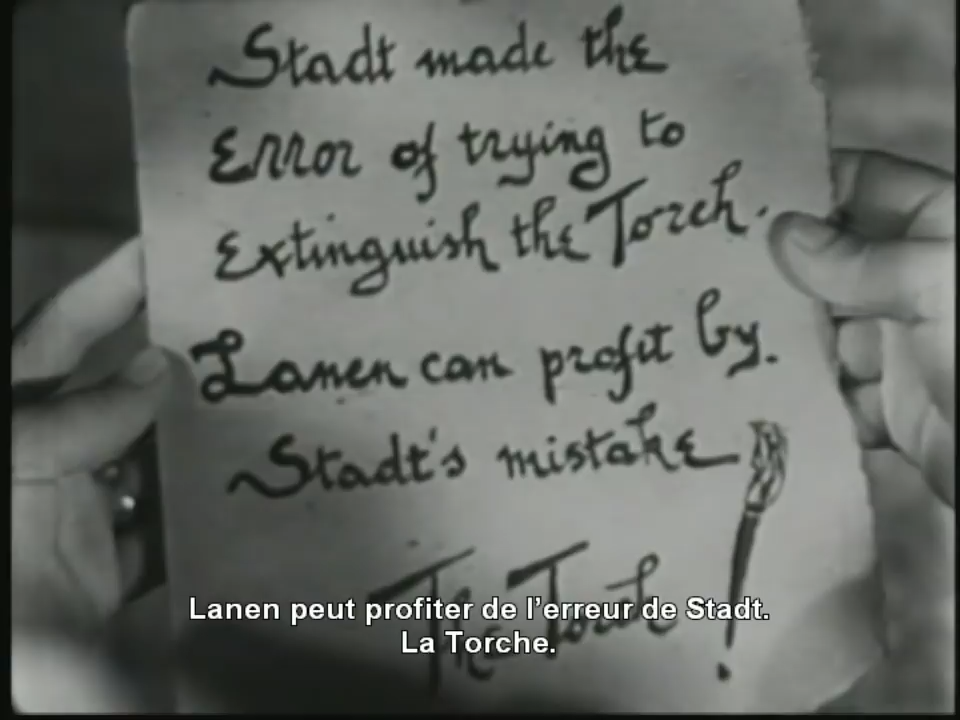 Stadt made the
Error of trying to
Extinguish the Torch.
Lanen can profit by.
Stadt's mistake
The Torch
Lanen peut profiter de l'erreur de Stadt.
La Torche.